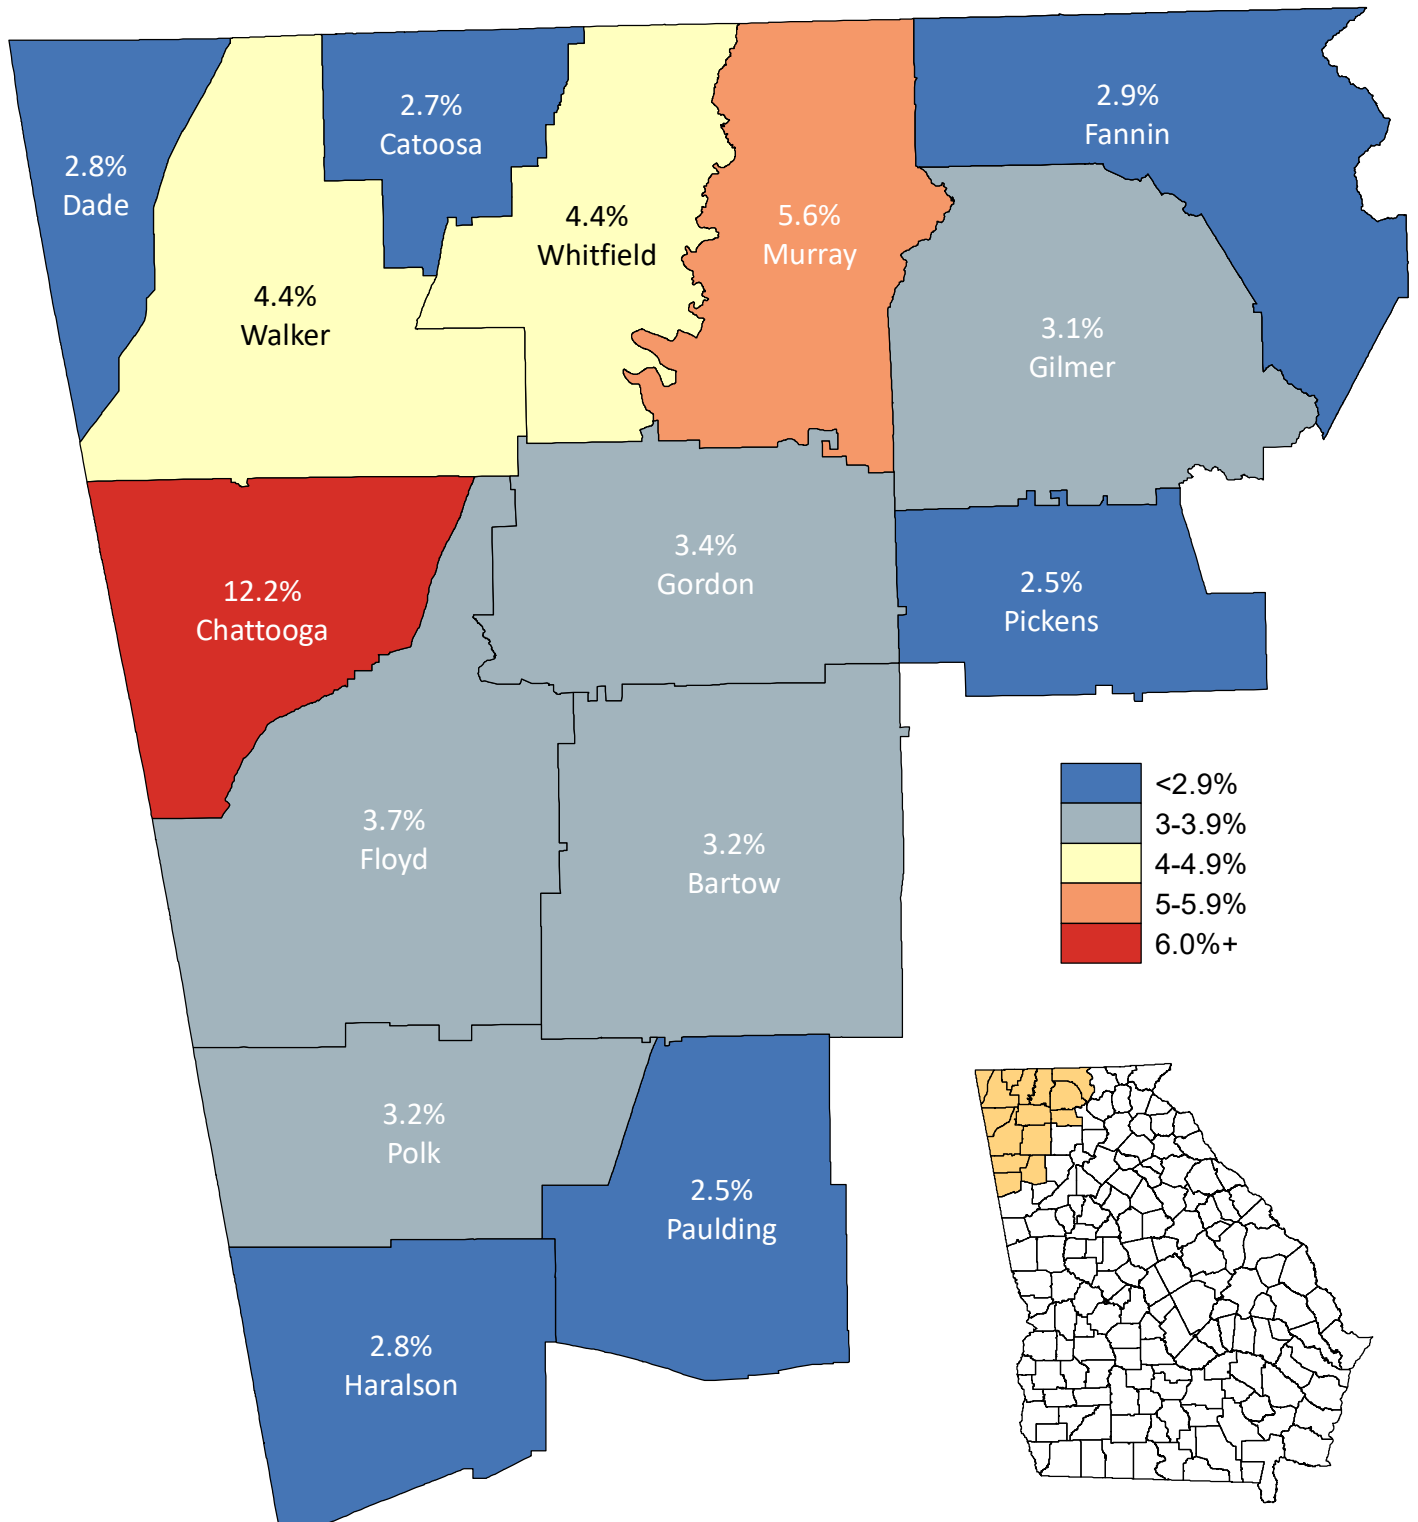 2.9%
Fannin
2.7%
Catoosa
2.8%
Dade
4.4%
Whitfield
5.6%
Murray
4.4%
Walker
3.1%
Gilmer
3.4%
Gordon
12.2%
Chattooga
2.5%
Pickens
<2.9%
3-3.9%
4-4.9%
5-5.9%
6.0%+
3.7%
Floyd
3.2%
Bartow
3.2%
Polk
2.5%
Paulding
2.8%
Haralson